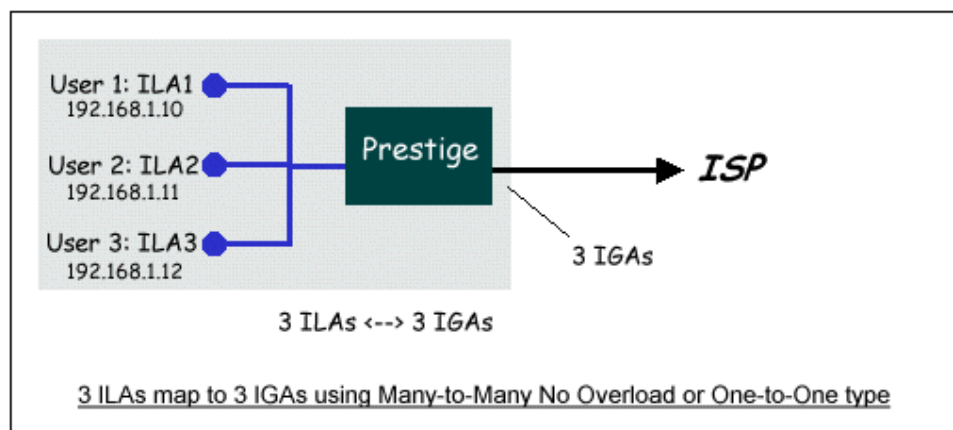 User 1: ILA1
192.168.1.10
User 2: ILA2
192.168.1.11
User 3: ILA3
192.168.1.12
Prestige
ISP
3 IGAs
3 ILAs <--> 3 IGAs
3 ILAs map to 3 IGAs using Many-to-Many No Overload or One-to-One type